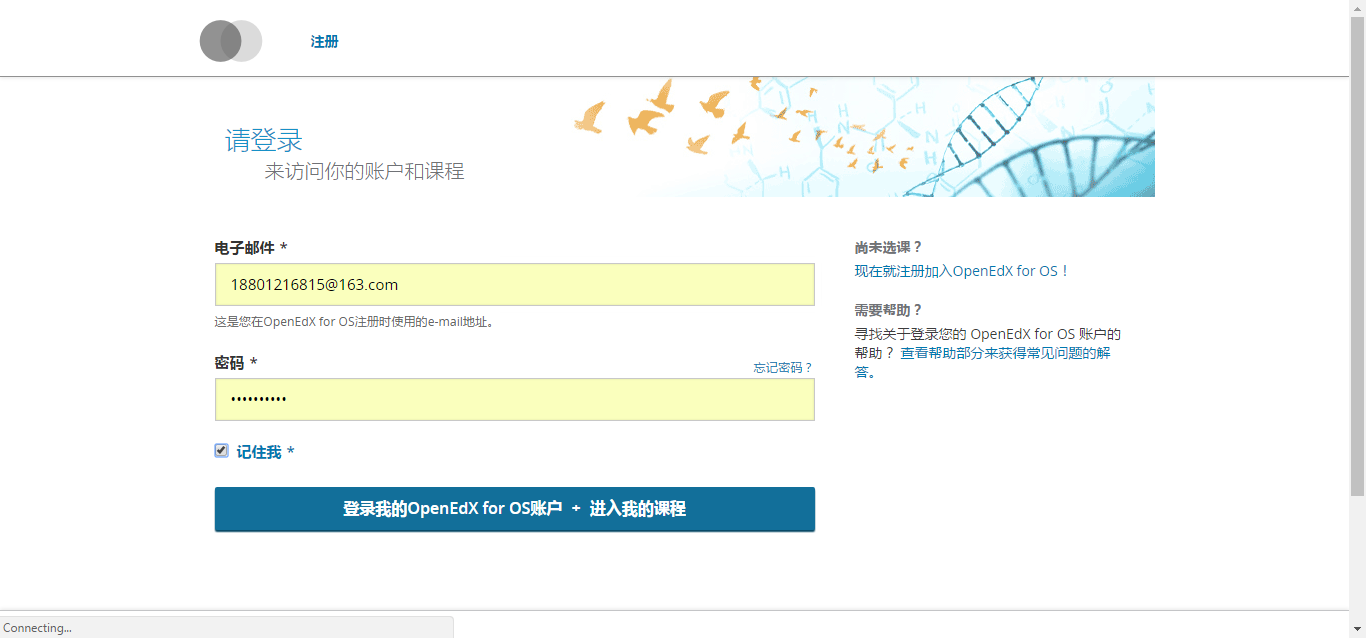 注册
请登录
来访问你的账户和课程
电子邮件 *
18801216815@163.com
这是您在OpenEdX for OS注册时使用的e-mail地址。
密码 *
忘记密码？
••••••••••
记住我 *
登录我的OpenEdX for OS账户 + 进入我的课程
尚未选课？
现在就注册加入OpenEdX for OS！
需要帮助？
寻找关于登录您的 OpenEdX for OS 账户的
帮助？ 查看帮助部分来获得常见问题的解
答。
Connecting...